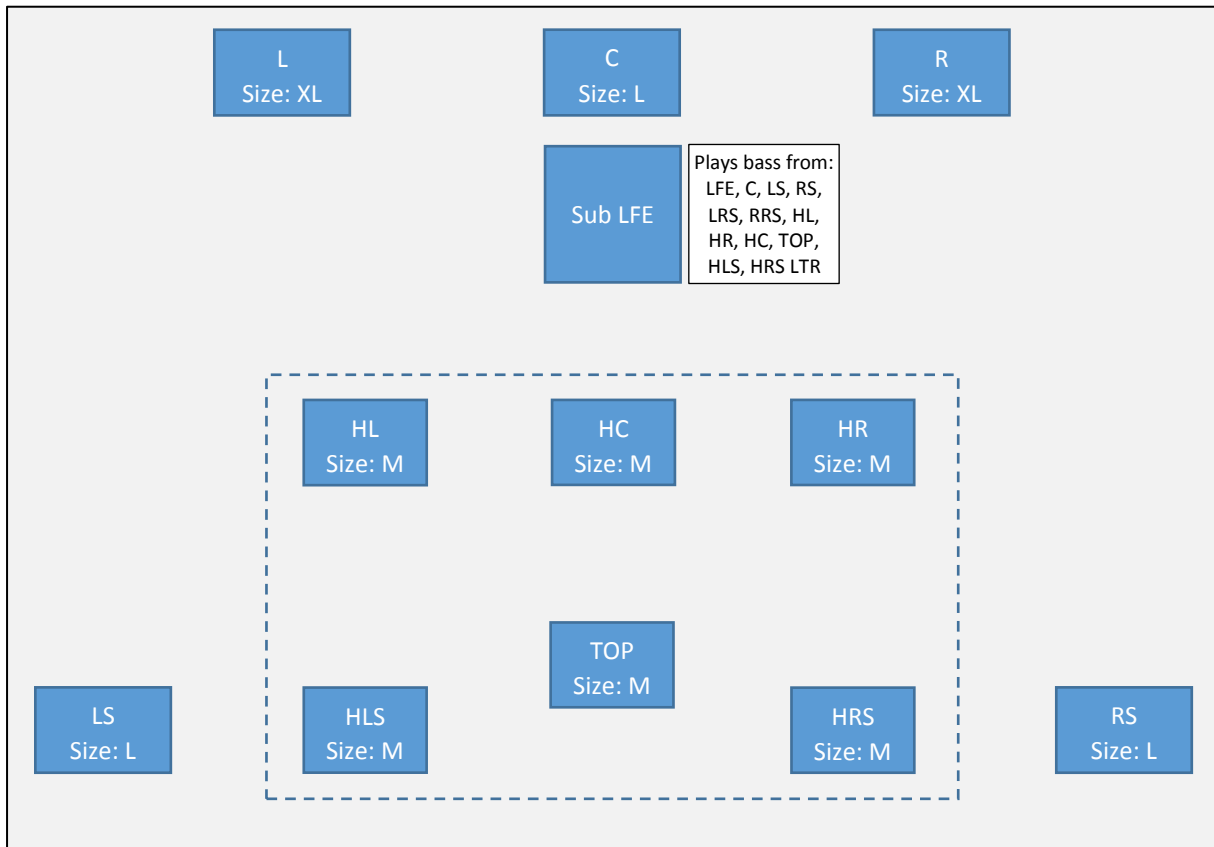 L
Size: XL
C
Size: L
R
Size: XL
Sub LFE
Plays bass from:
LFE, C, LS, RS,
LRS, RRS, HL,
HR, HC, TOP,
HLS, HRS LTR
HL
Size: M
HC
Size: M
HR
Size: M
TOP
Size: M
LS
Size: L
HLS
Size: M
HRS
Size: M
RS
Size: L